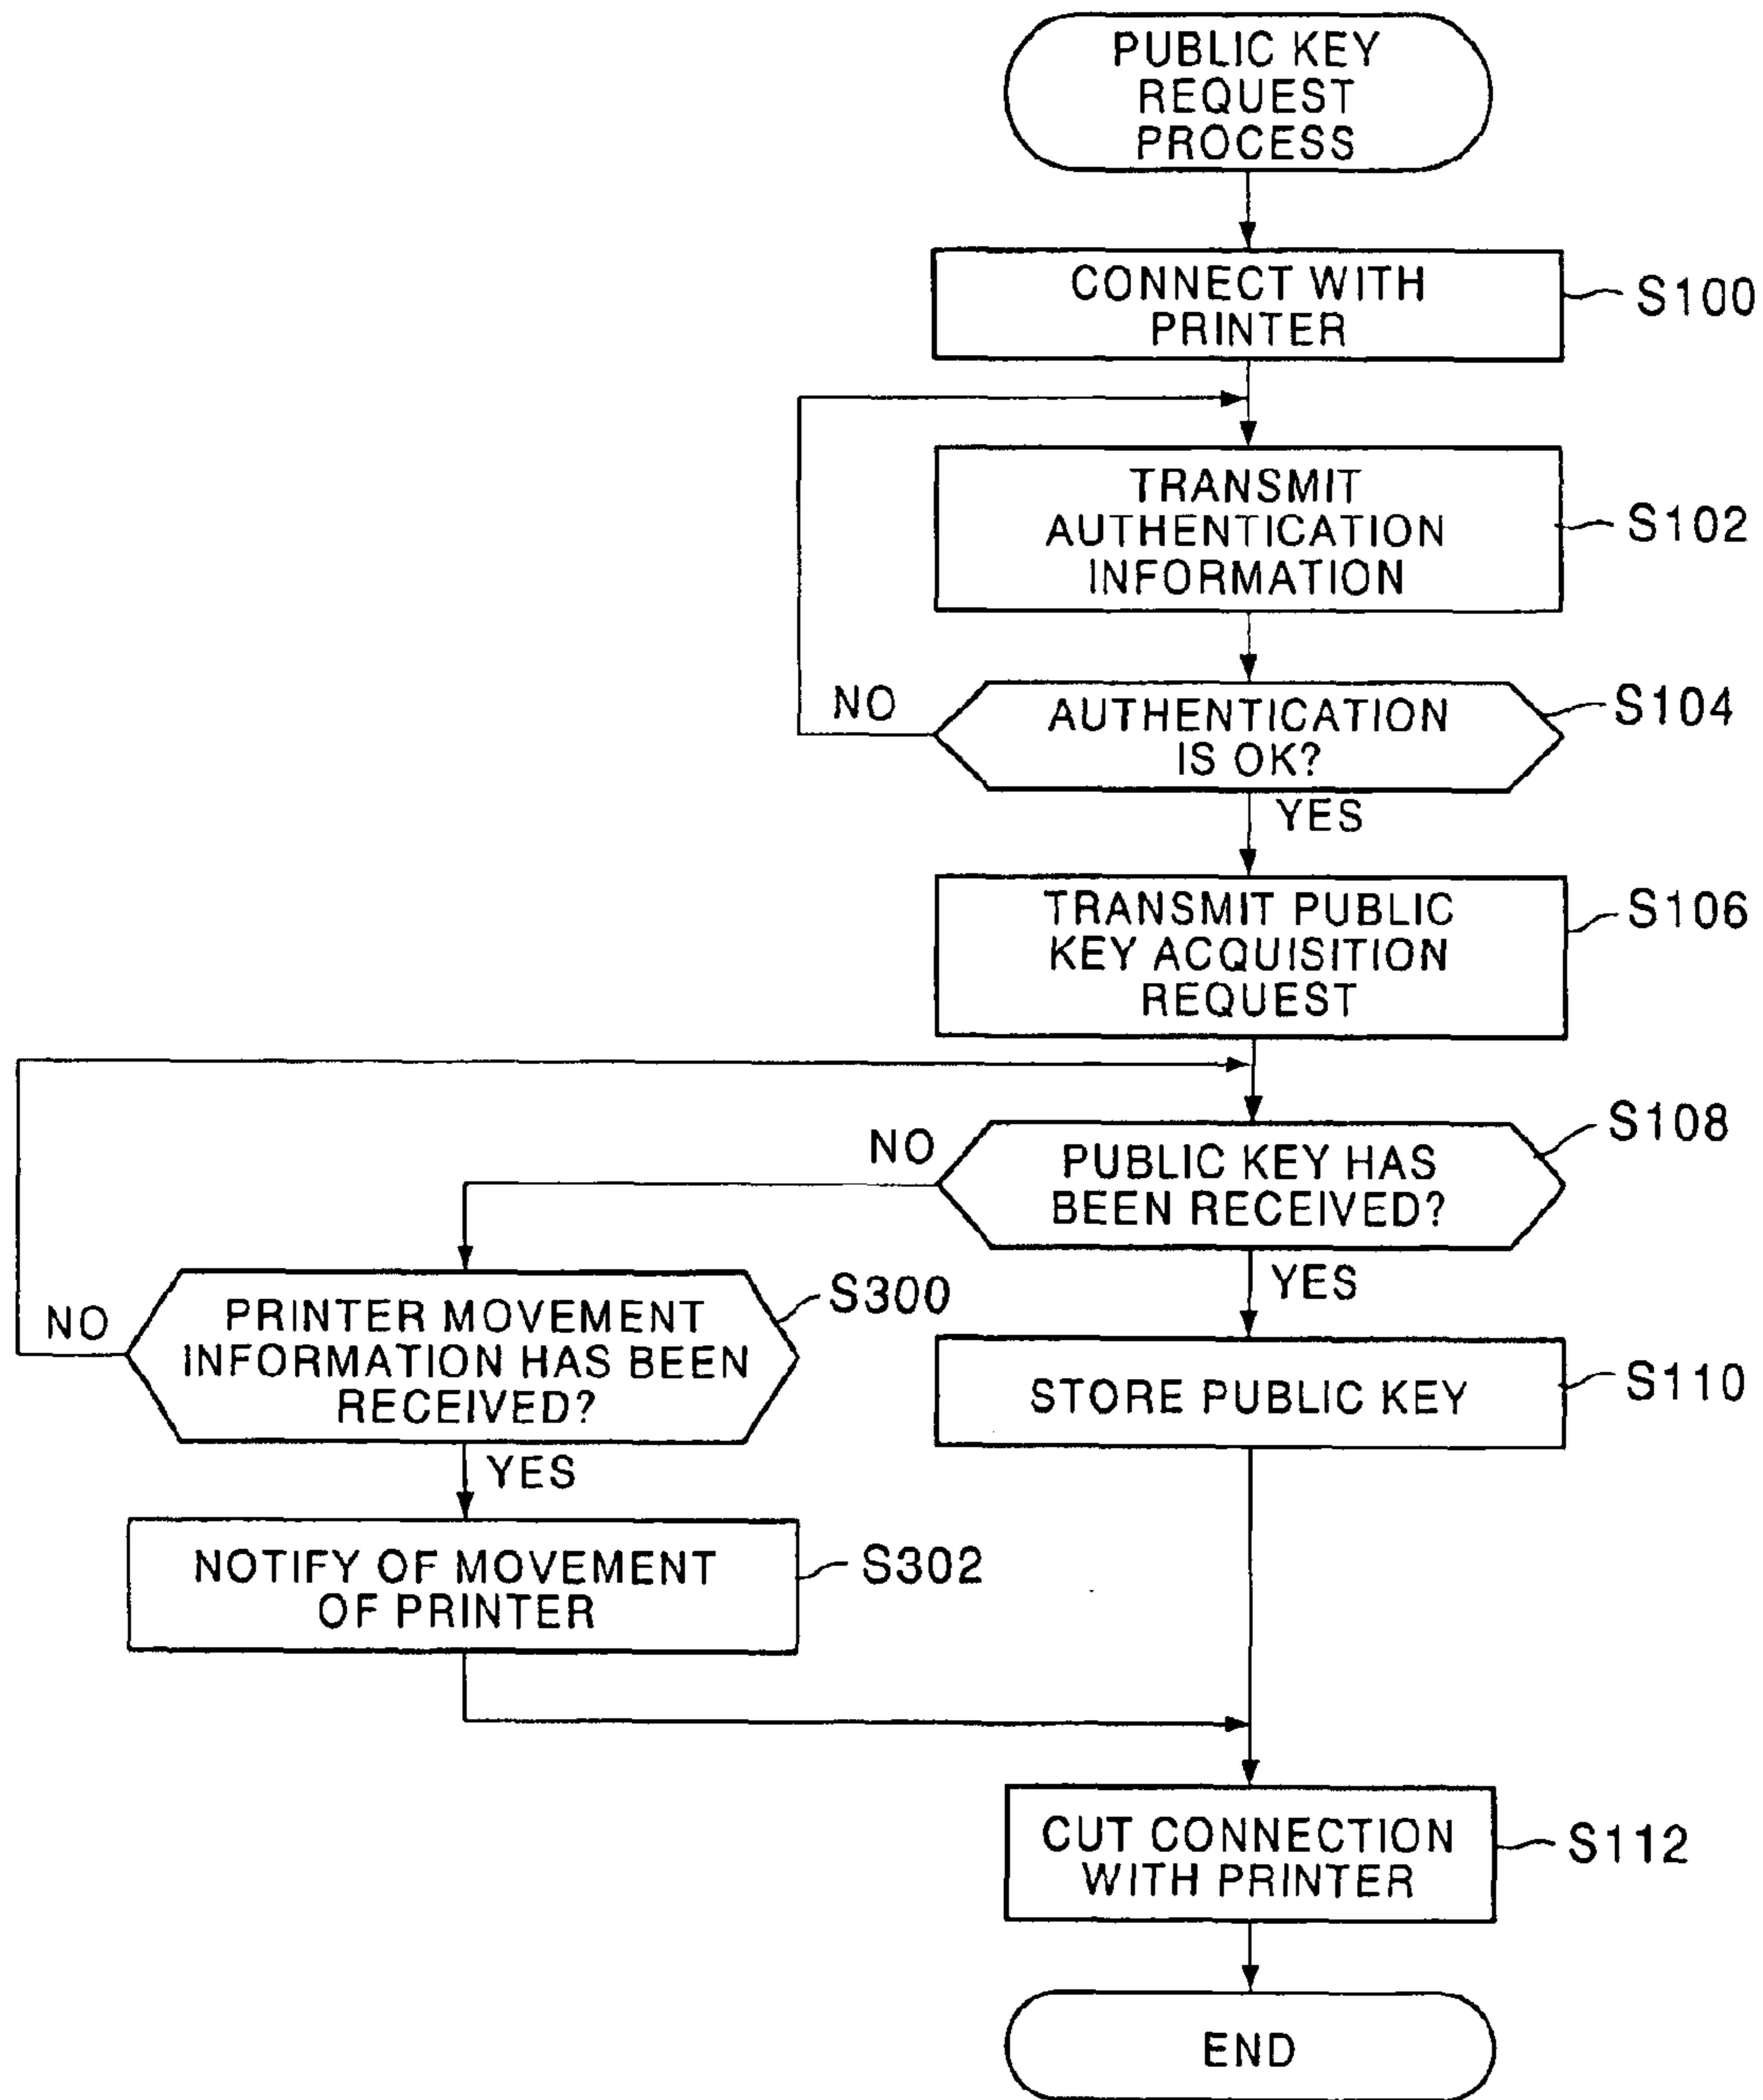 PUBLIC KEY
REQUEST
PROCESS
CONNECT WITH
PRINTER
S100
TRANSMIT
AUTHENTICATION
INFORMATION
S102
NO
AUTHENTICATION
IS OK?
S104
YES
TRANSMIT PUBLIC
KEY ACQUISITION
REQUEST
S106
NO
PUBLIC KEY HAS
BEEN RECEIVED?
S108
YES
NO
PRINTER MOVEMENT
INFORMATION HAS BEEN
RECEIVED?
S300
STORE PUBLIC KEY
S110
YES
NOTIFY OF MOVEMENT
OF PRINTER
S302
CUT CONNECTION
WITH PRINTER
S112
END